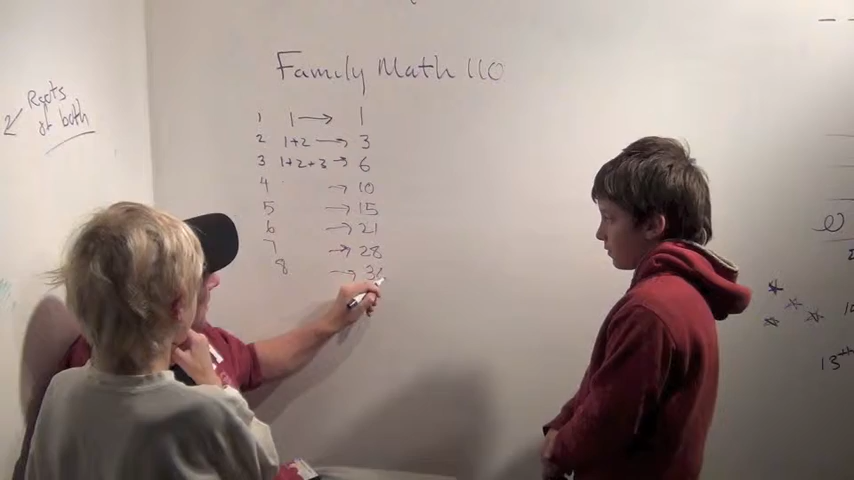 Family Math 110
Roots
of both
1 1 → 1
2 1+2 → 3
3 1+2+3 → 6
4 → 10
5 → 15
6 → 21
7 → 28
8 → 36
13th